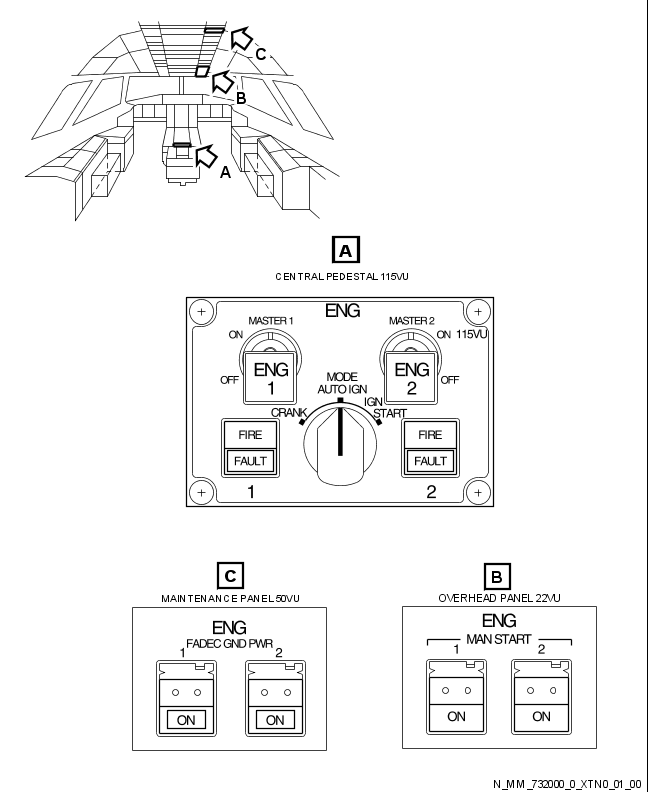 C
B
A
A
CENTRAL PEDESTAL 115VU
ENG
MASTER 1
MASTER 2
ON
ON 115VU
ENG
1
ENG
2
OFF
OFF
MODE
AUTO IGN
IGN
START
CRANK
FIRE
FAULT
FIRE
FAULT
1
2
C
MAINTENANCE PANEL 50VU
ENG
FADEC GND PWR
1
2
ON
ON
B
OVERHEAD PANEL 22VU
ENG
MAN START
1
2
ON
ON
N_MM_732000_0_XTN0_01_00